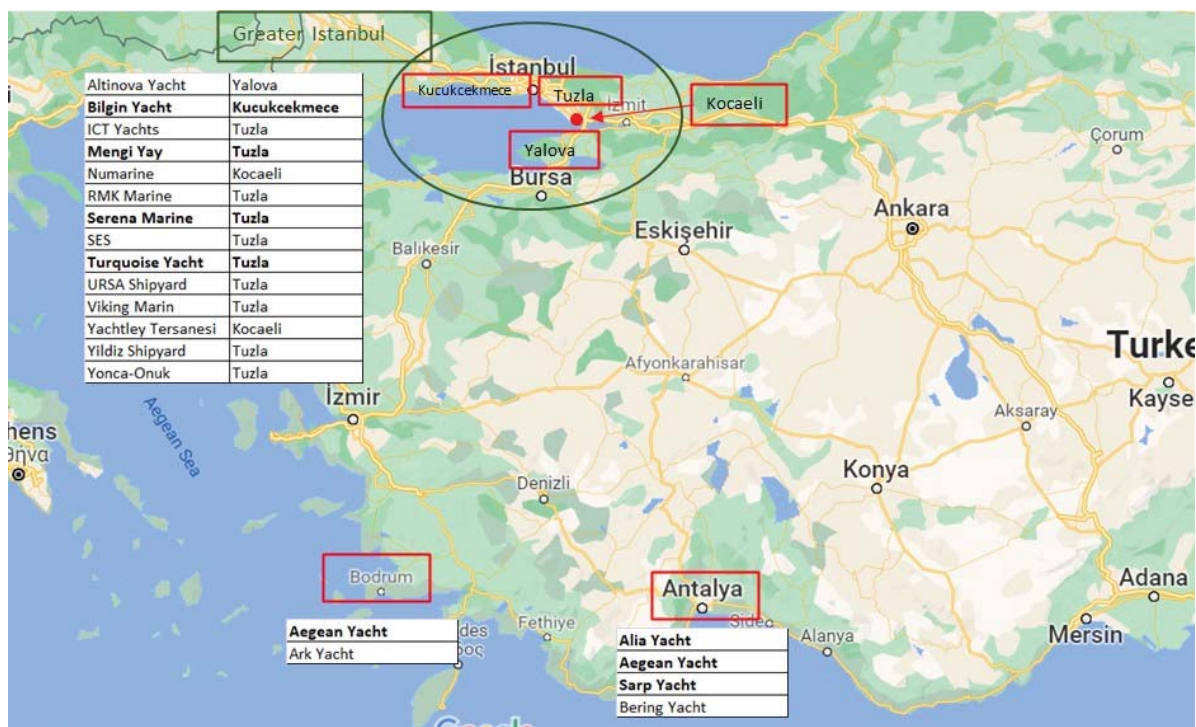 Greater Istanbul
İstanbul
Kucukcekmece
Tuzla
İzmit
Kocaeli
Yalova
Bursa
Altinova Yacht Yalova
Bilgin Yacht Kucukcekmece
ICT Yachts Tuzla
Mengi Yay Tuzla
Numarine Kocaeli
RMK Marine Tuzla
Serena Marine Tuzla
SES Tuzla
Turquoise Yacht Tuzla
URSA Shipyard Tuzla
Viking Marin Tuzla
Yachtley Tersanesi Kocaeli
Yildiz Shipyard Tuzla
Yonca-Onuk Tuzla
Çorum
Ankara
Eskişehir
Balıkesir
Afyonkarahisar
Turke
Kayse
Aksaray
İzmir
Aegean Sea
hens
Konya
Denizli
Bodrum
Antalya
Adana
Mersin
Fethiye
Side
Alanya
Aegean Yacht
Ark Yacht
des
ρος
Alia Yacht
Aegean Yacht
Sarp Yacht
Bering Yacht